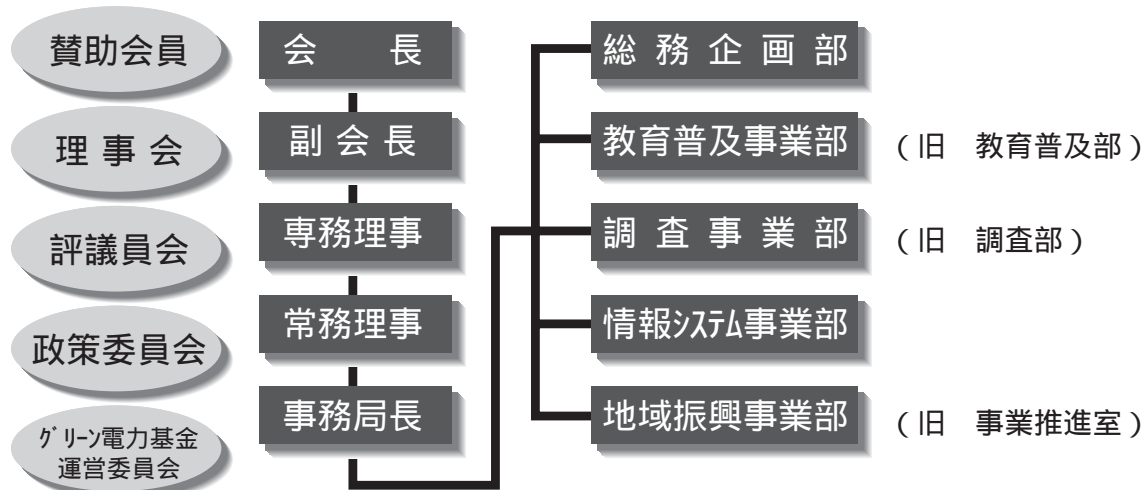 賛助会員
理事会
評議員会
政策委員会
グリーン電力基金
運営委員会
会　　長
副会長
専務理事
常務理事
事務局長
総務企画部
教育普及事業部　（旧　教育普及部）
調査事業部　（旧　調査部）
情報システム事業部
地域振興事業部　（旧　事業推進室）